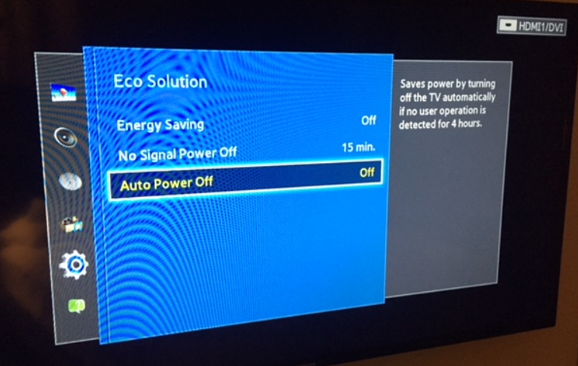 HDMI1/DVI
Eco Solution
Energy Saving Off
No Signal Power Off 15 min.
Auto Power Off Off
Saves power by turning
off the TV automatically
if no user operation is
detected for 4 hours.